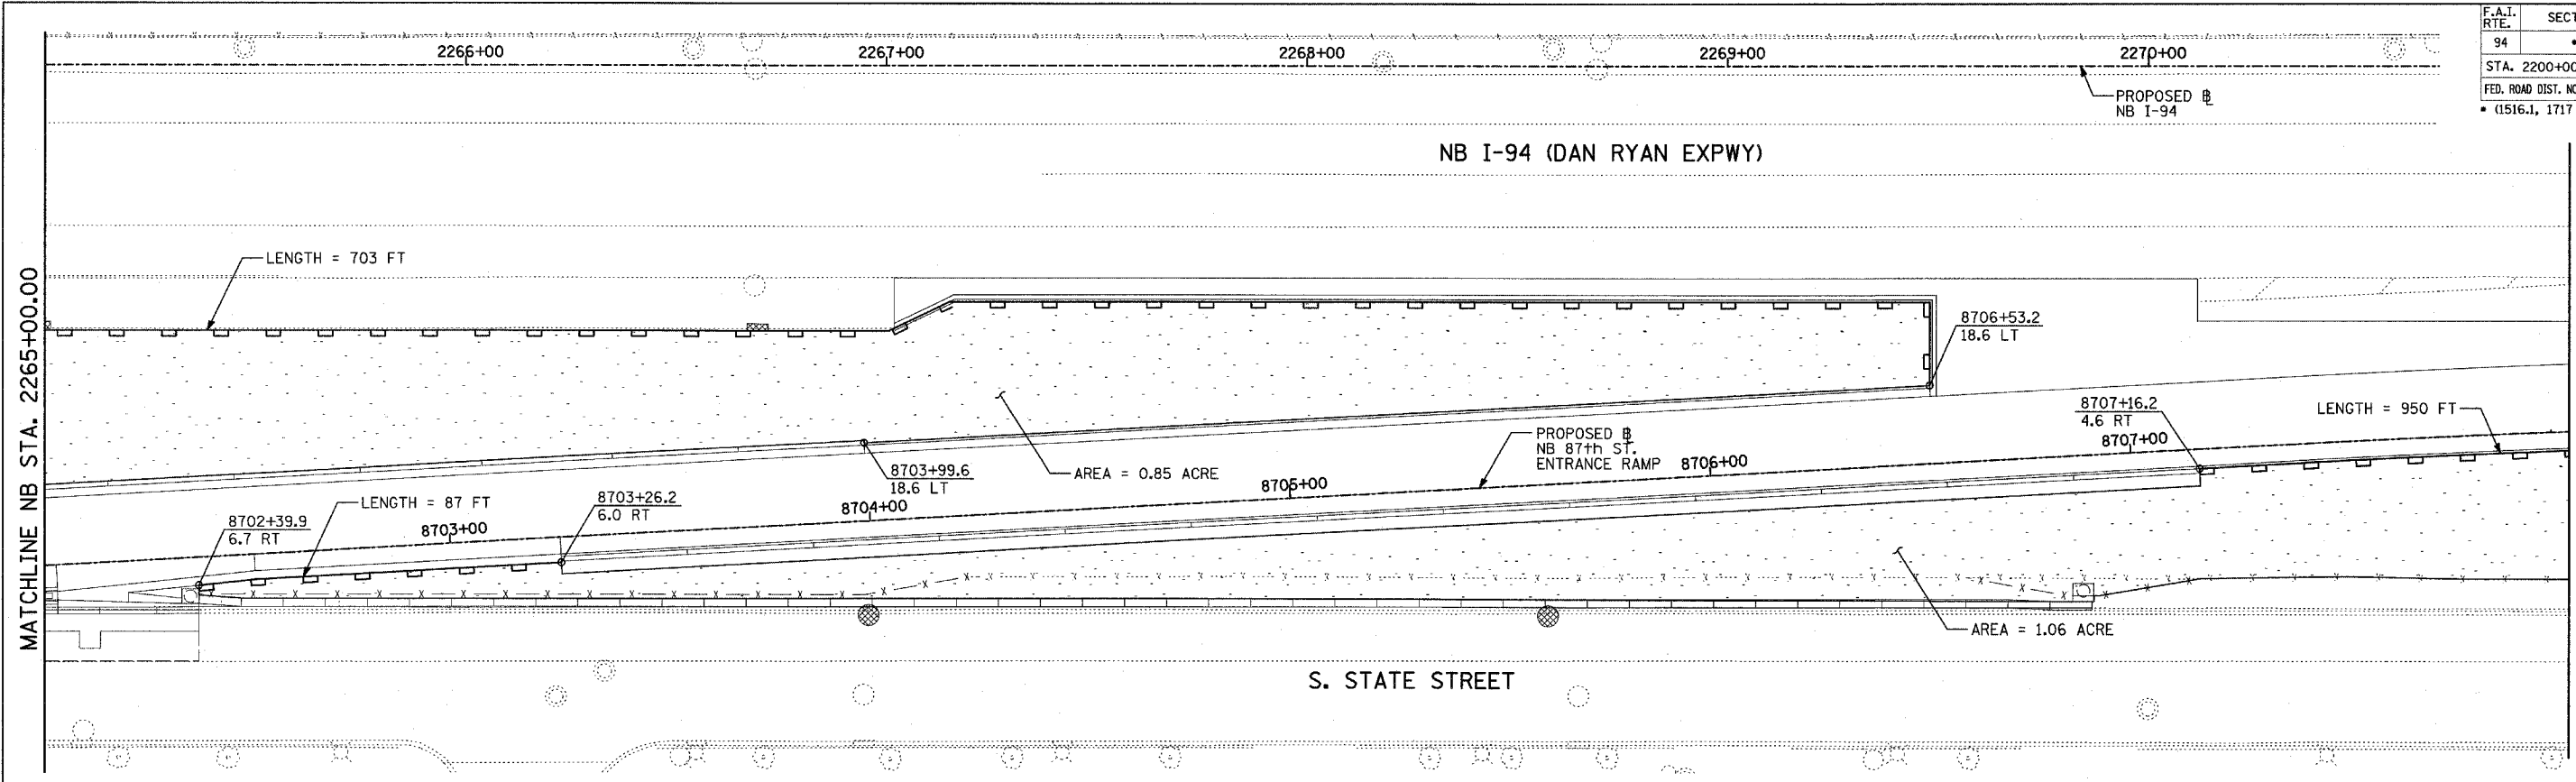 F.A.I.
RTE.
SECT
94
*
STA. 2200+00
FED. ROAD DIST. NO
* (1516.1, 1717
2266+00
2267+00
2268+00
2269+00
2270+00
PROPOSED ℄
NB I-94
NB I-94 (DAN RYAN EXPWY)
MATCHLINE NB STA. 2265+00.00
LENGTH = 703 FT
8706+53.2
18.6 LT
8707+16.2
4.6 RT
LENGTH = 950 FT
8703+99.6
18.6 LT
AREA = 0.85 ACRE
PROPOSED ℄
NB 87th ST.
ENTRANCE RAMP
8706+00
8707+00
LENGTH = 87 FT
8702+39.9
6.7 RT
8703+00
8703+26.2
6.0 RT
8704+00
8705+00
AREA = 1.06 ACRE
S. STATE STREET